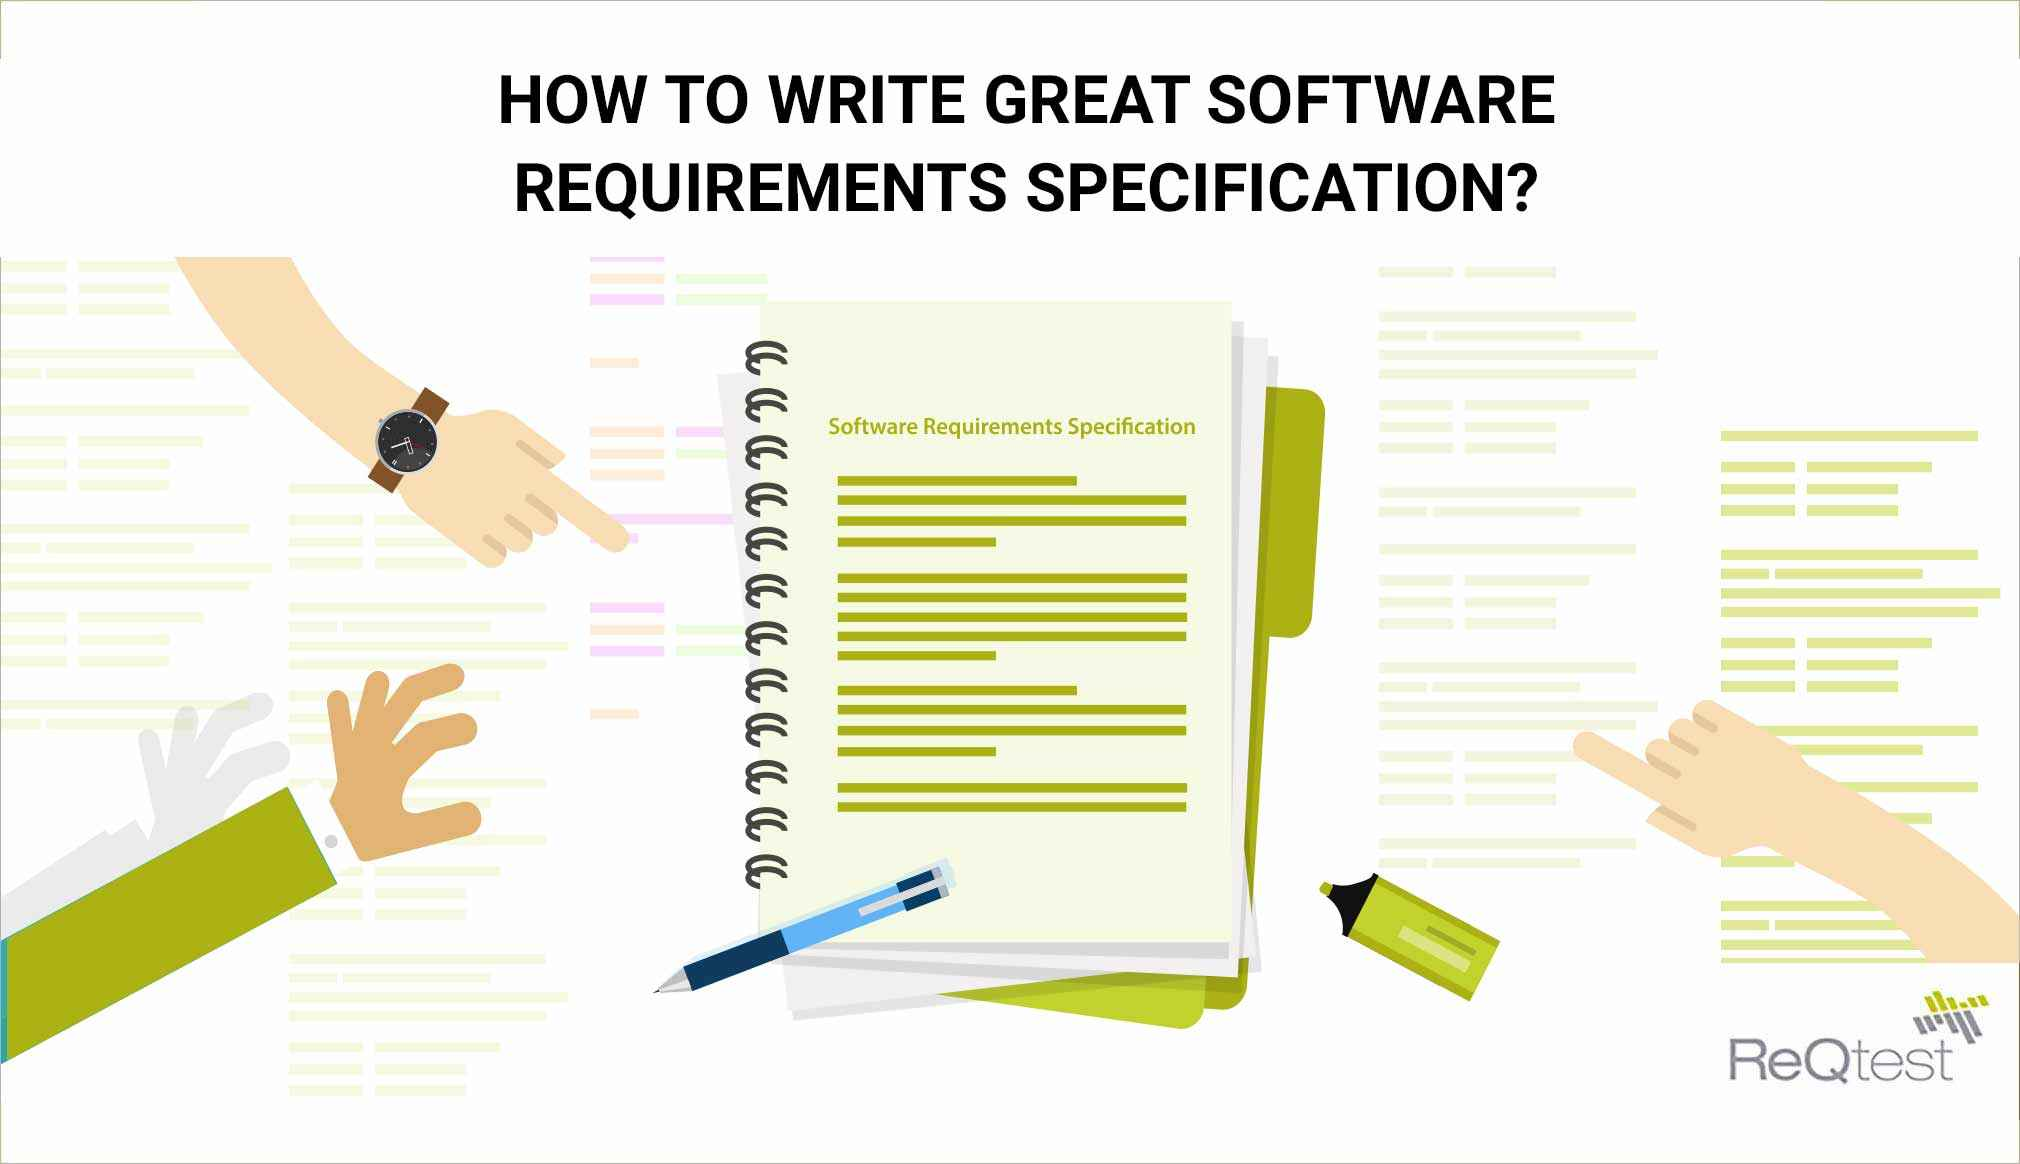 HOW TO WRITE GREAT SOFTWARE
REQUIREMENTS SPECIFICATION?
Software Requirements Specification
ReQtest